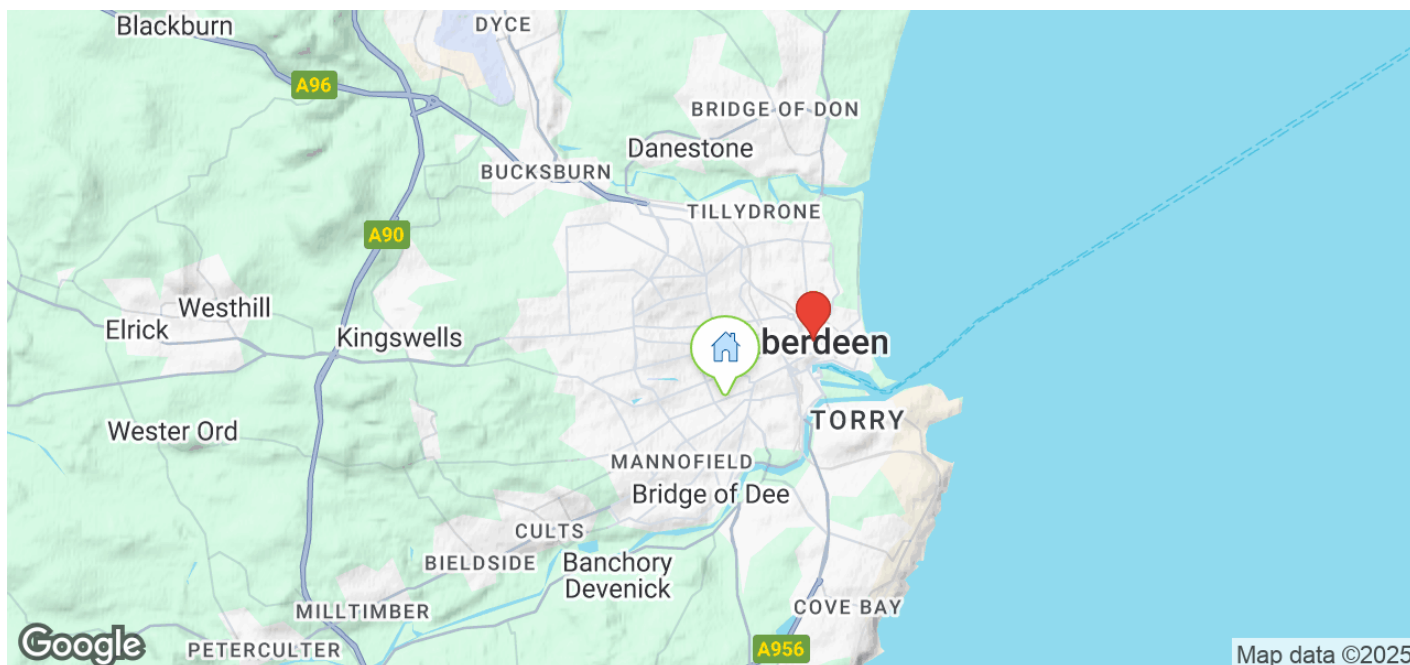 Blackburn
DYCE
A96
BRIDGE OF DON
Danestone
BUCKSBURN
TILLYDRONE
A90
Westhill
Elrick
Kingswells
berdeen
TORRY
Wester Ord
MANNOFIELD
Bridge of Dee
CULTS
BIELDSIDE
Banchory
Devenick
MILLTIMBER
COVE BAY
PETERCULTER
A956
Google
Map data ©2025